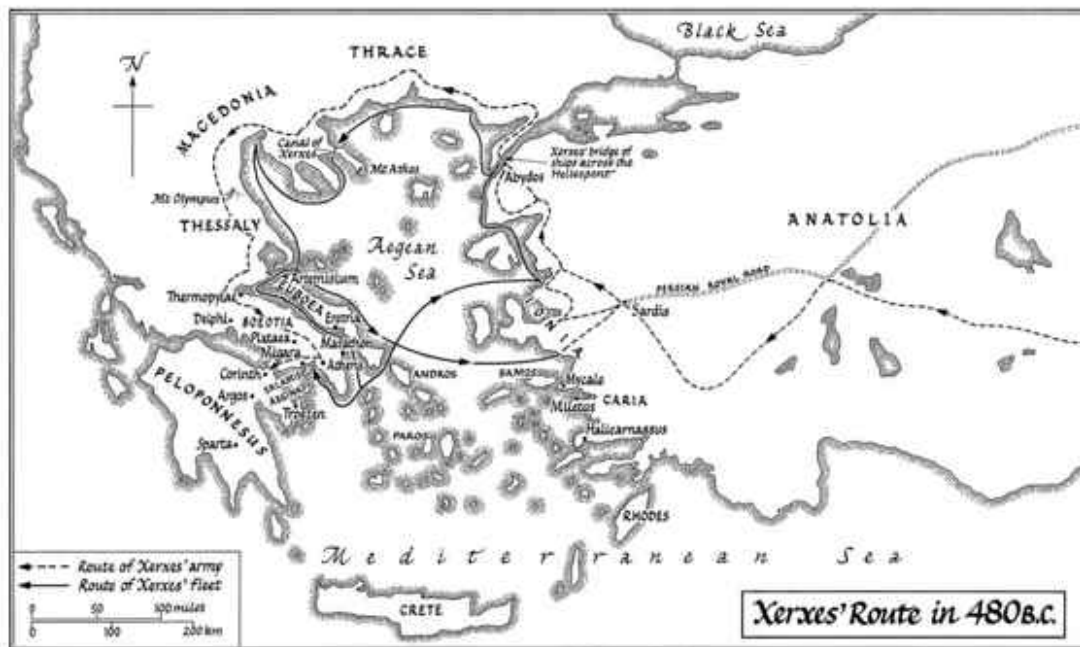 Black Sea
THRACE
N
MACEDONIA
Canal of
Xerxes
Mt Athos
Xerxes' bridge of
ships across the
Hellespont
Abydos
Mt Olympus
THESSALY
ANATOLIA
Aegean
Sea
PERSIAN ROYAL ROAD
Sardis
Artemisium
Thermopylae
EUBOEA
Delphi
BOEOTIA
Eretria
Plataea
Marathon
Megara
Athens
Corinth
SALAMIS
AEGINA
ANDROS
SAMOS
Mycale
Argos
Troezen
Miletos
CARIA
PELOPONNESUS
Halicarnassus
Sparta
PAROS
RHODES
Mediterranean Sea
CRETE
Route of Xerxes' army
Route of Xerxes' fleet
0 50 100 miles
0 100 200 km
Xerxes' Route in 480 B.C.